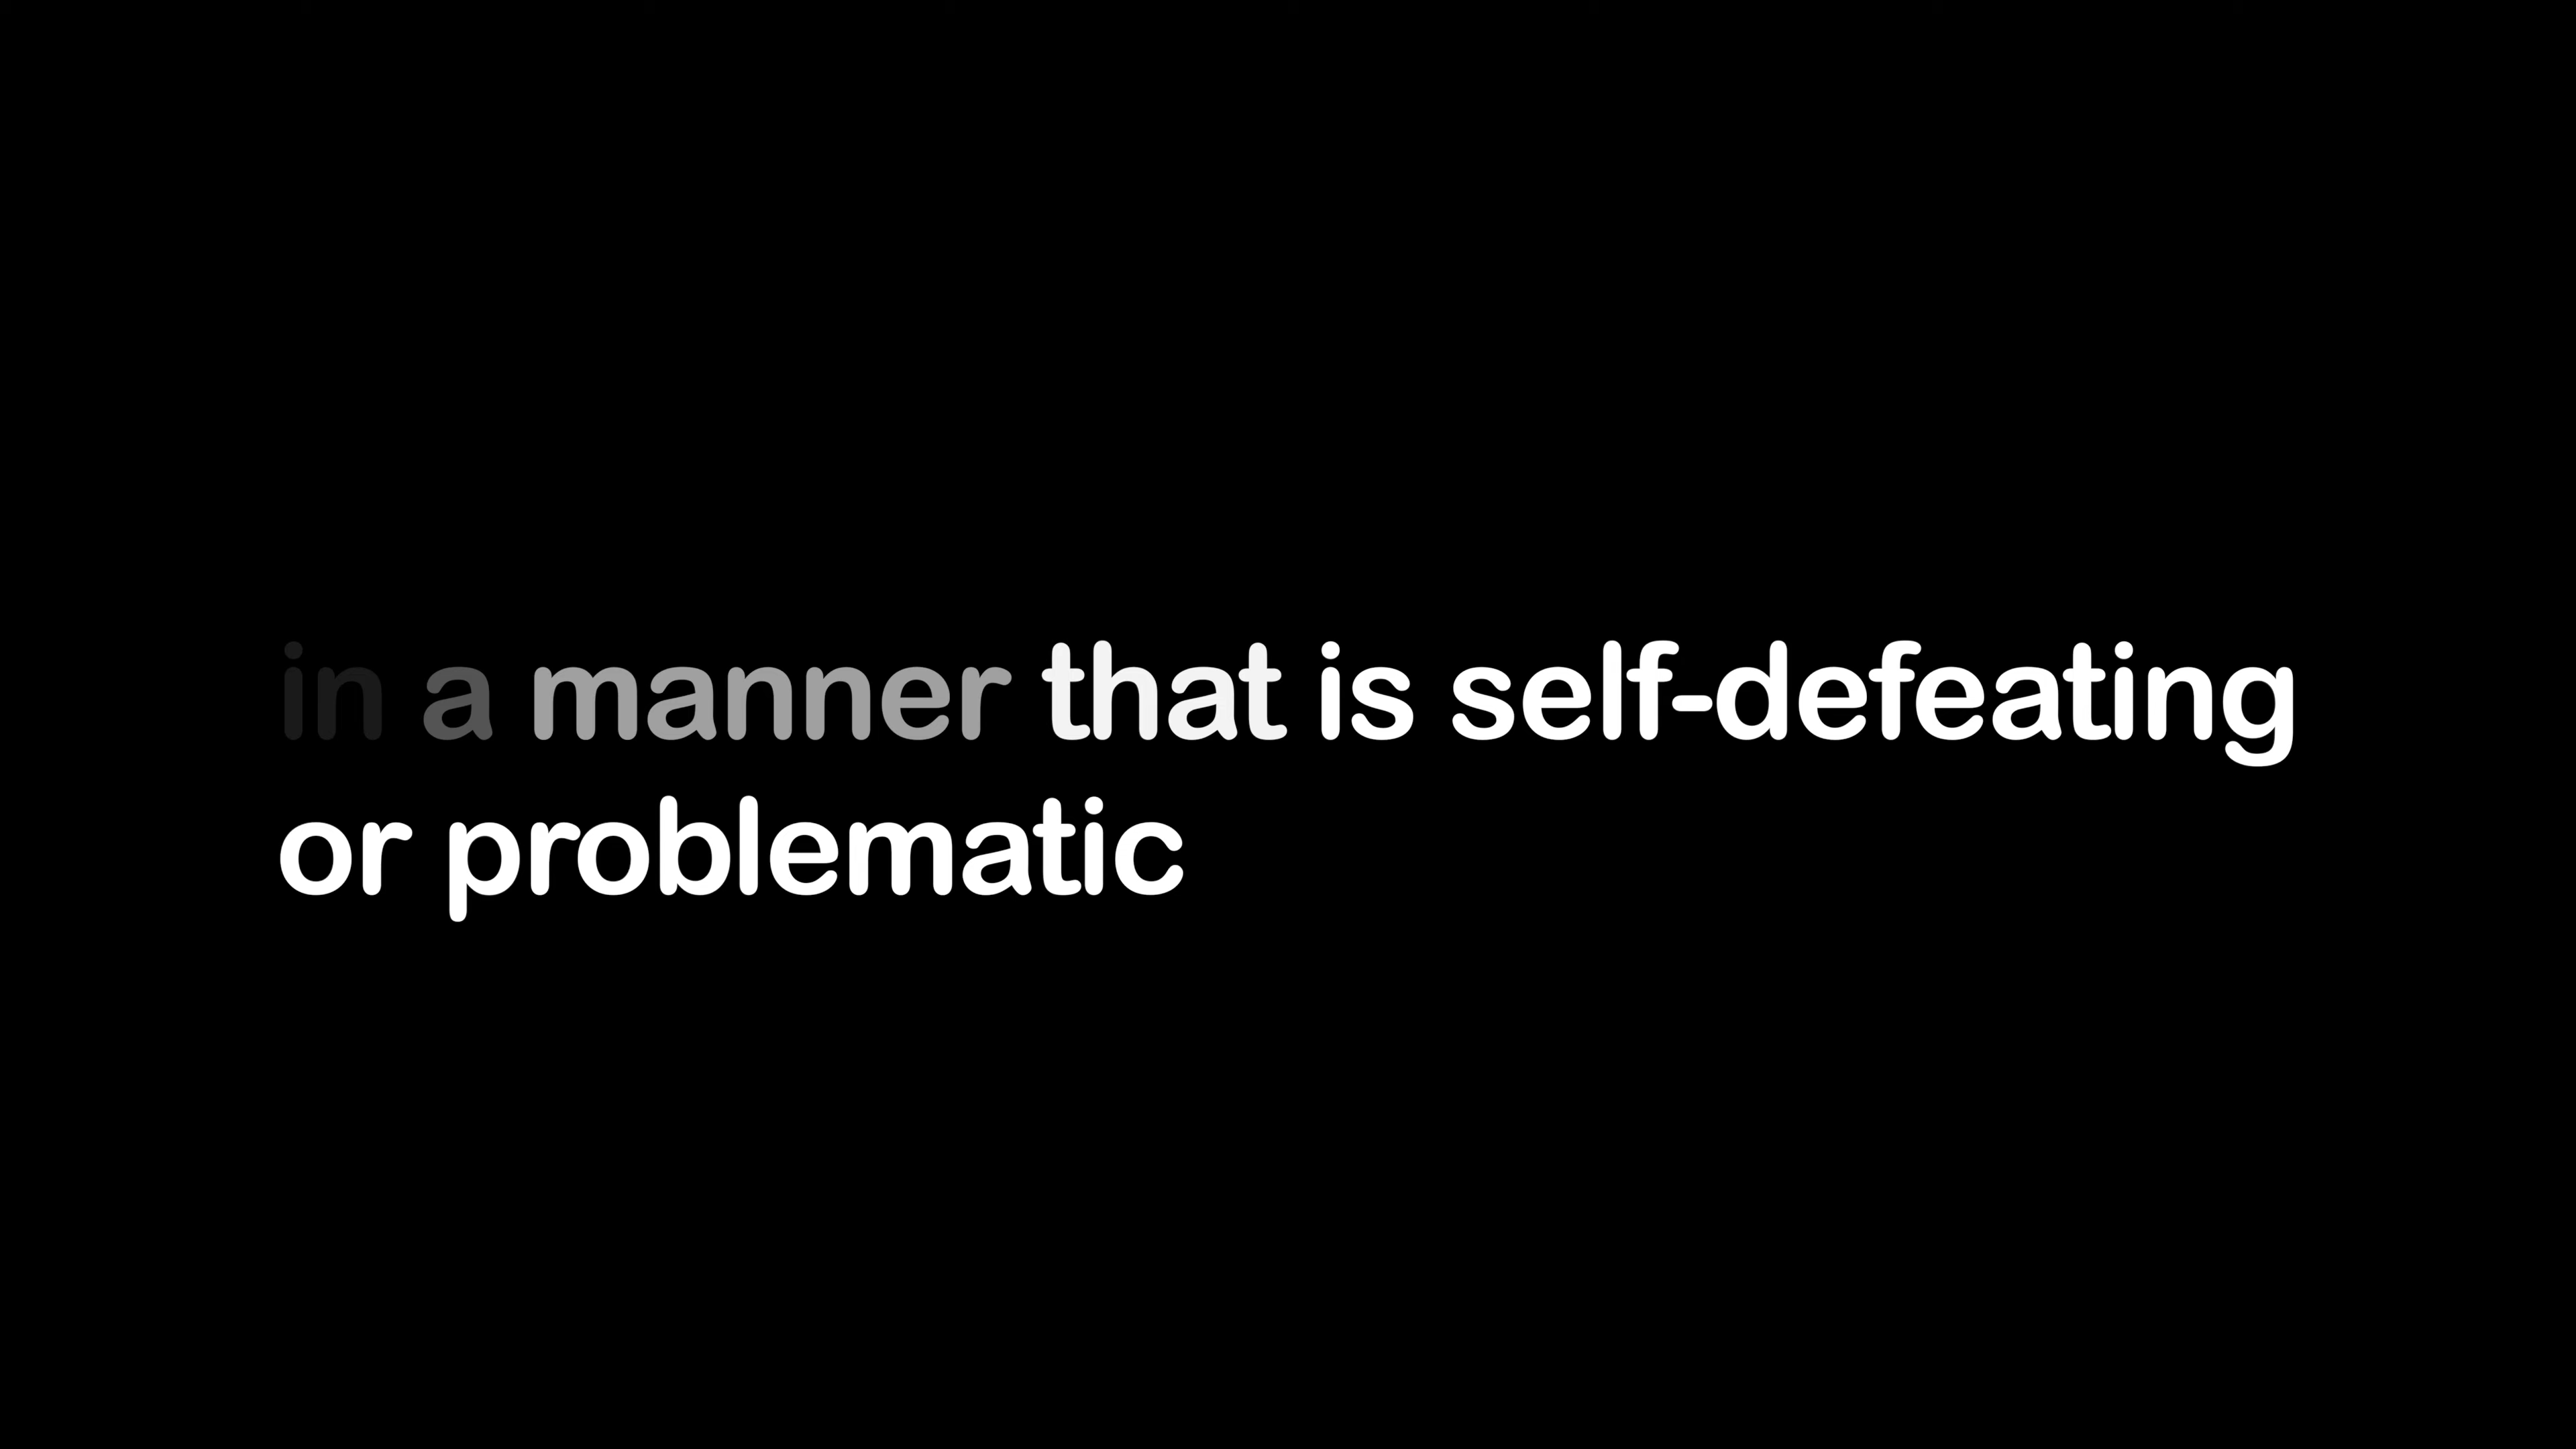 in a manner that is self-defeating
or problematic